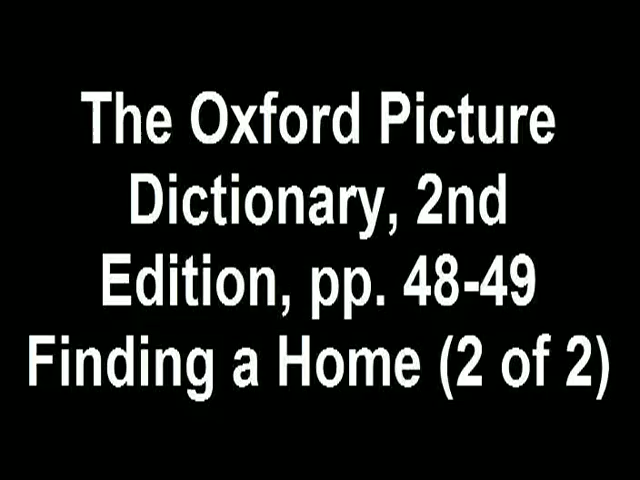 The Oxford Picture
Dictionary, 2nd
Edition, pp. 48-49
Finding a Home (2 of 2)